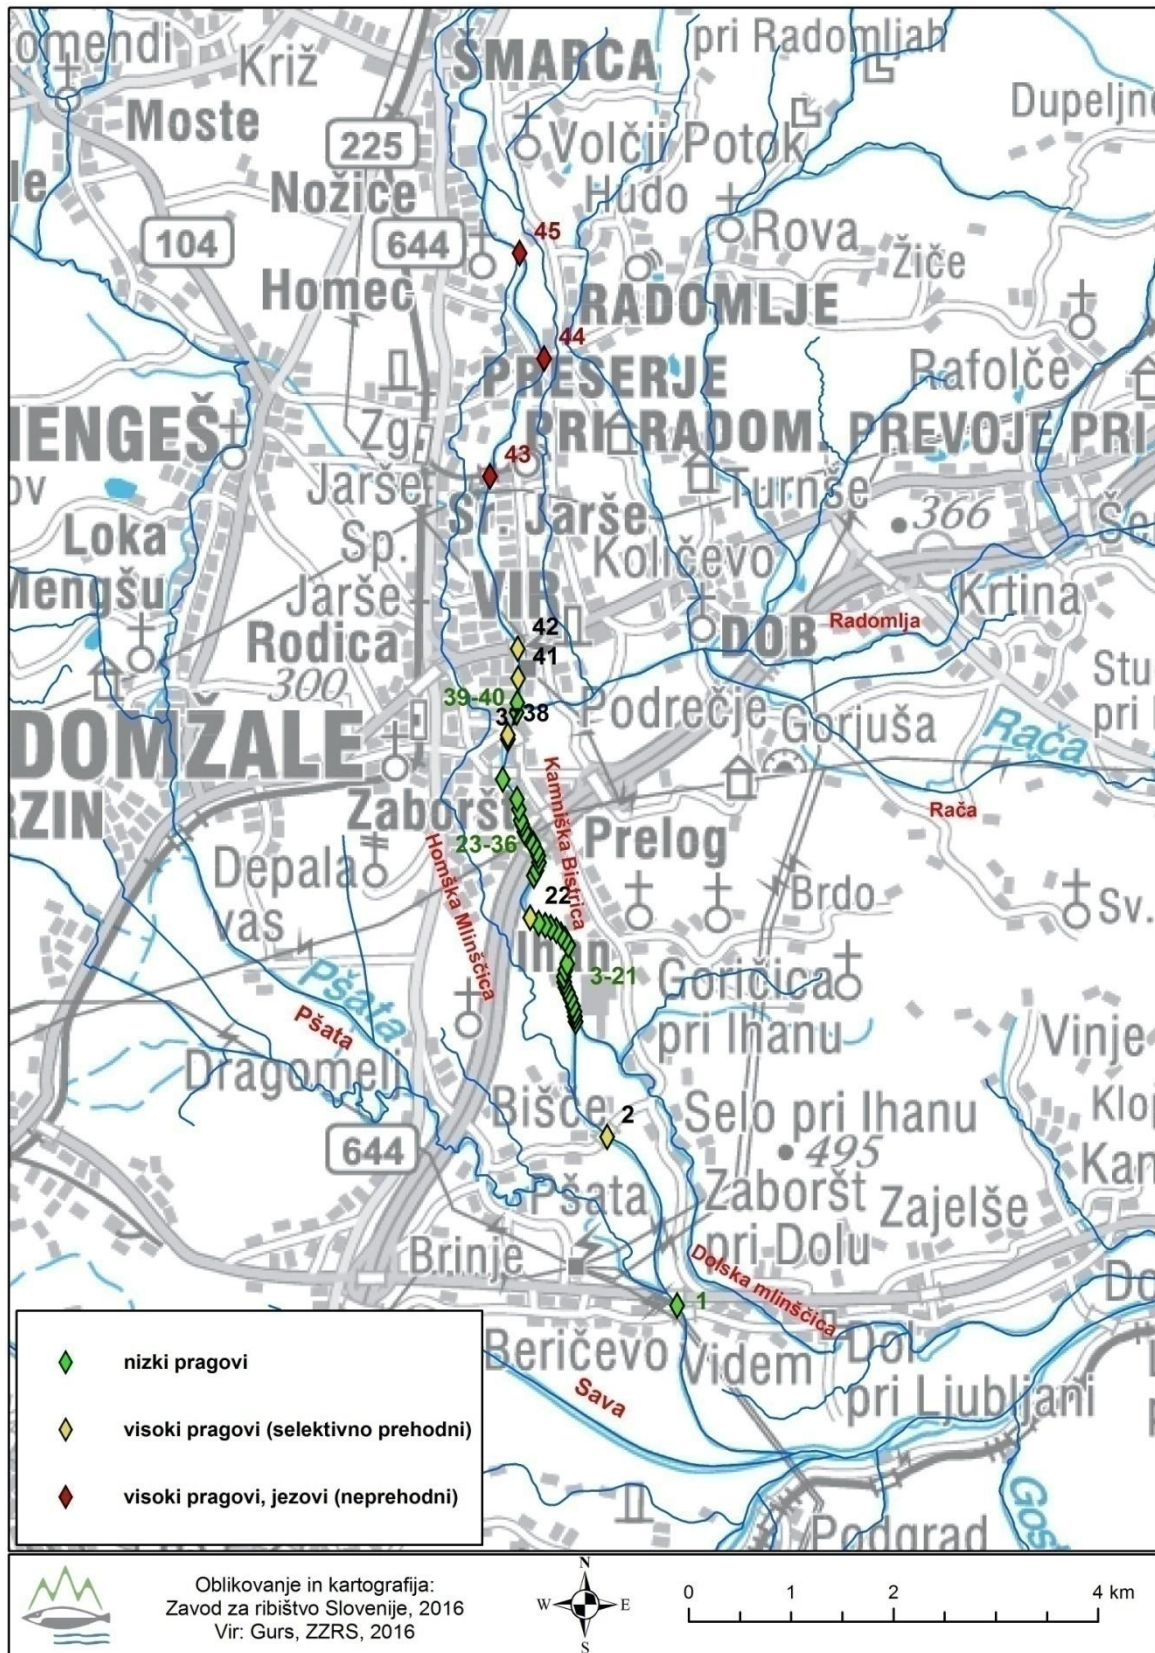 omendi
Križ
ŠMARCA
pri Radomljah
Moste
Dupeljne
225
Volčji Potok
Nožice
Hudo
104
644
45
Rova
Žiče
Homec
RADOMLJE
44
PRESERJE
Rafolče
MENGEŠ
Zg.
PRI RADOM.
PREVOJE PRI
43
Jarše
Turnše
ov
Sr. Jarše
366
Loka
Sp.
Količevo
Mengšu
Jarše
VIR
Krtina
Rodica
42
DOB
Radomlja
41
300
39-40
Podrečje
38
37
Gorjuša
Rača
DOMŽALE
Rača
RZIN
Zaboršt
Kamniška Bistrica
Prelog
23-36
Depala
vas
Homška Mlinščica
Brdo
22
Sv.
Ihan
3-21
Goričica
pri Ihanu
Pšata
Pšata
Vinje
Dragomelj
Bišče
2
Selo pri Ihanu
644
495
Pšata
Zaboršt
pri Dolu
Zajelše
Brinje
Dolska mlinščica
1
Beričevo
Videm
Dol
pri Ljubljani
Sava
Podgrad
nizki pragovi
visoki pragovi (selektivno prehodni)
visoki pragovi, jezovi (neprehodni)
Oblikovanje in kartografija:
Zavod za ribištvo Slovenije, 2016
Vir: Gurs, ZZRS, 2016
N
W E
S
0 1 2 4 km